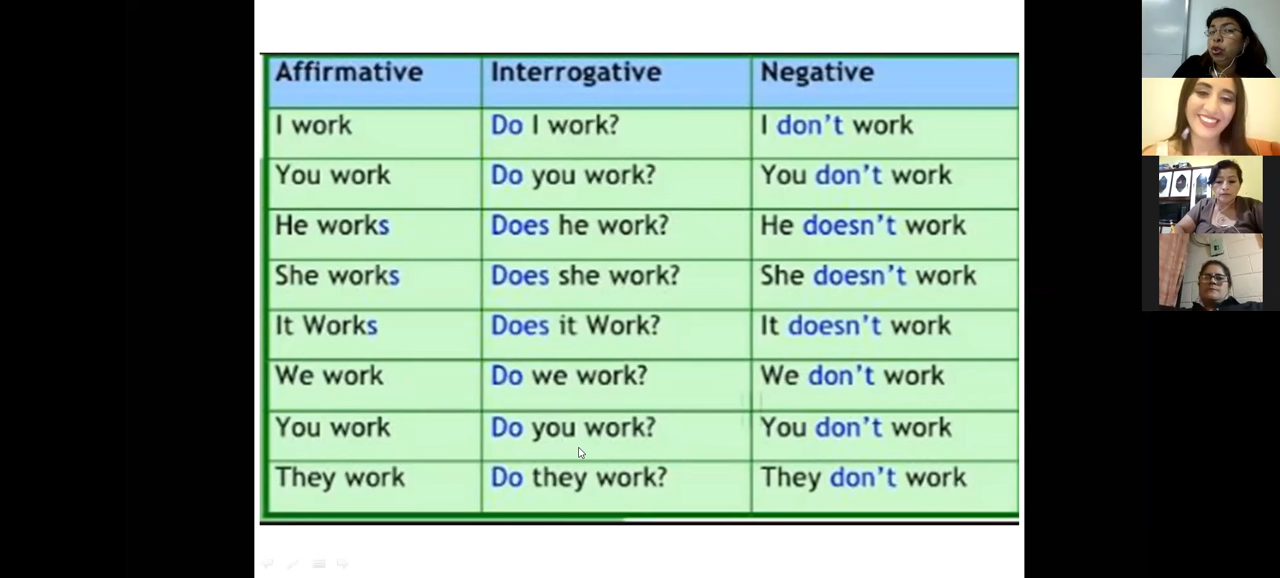 Affirmative Interrogative Negative
I work Do I work? I don't work
You work Do you work? You don't work
He works Does he work? He doesn't work
She works Does she work? She doesn't work
It Works Does it Work? It doesn't work
We work Do we work? We don't work
You work Do you work? You don't work
They work Do they work? They don't work